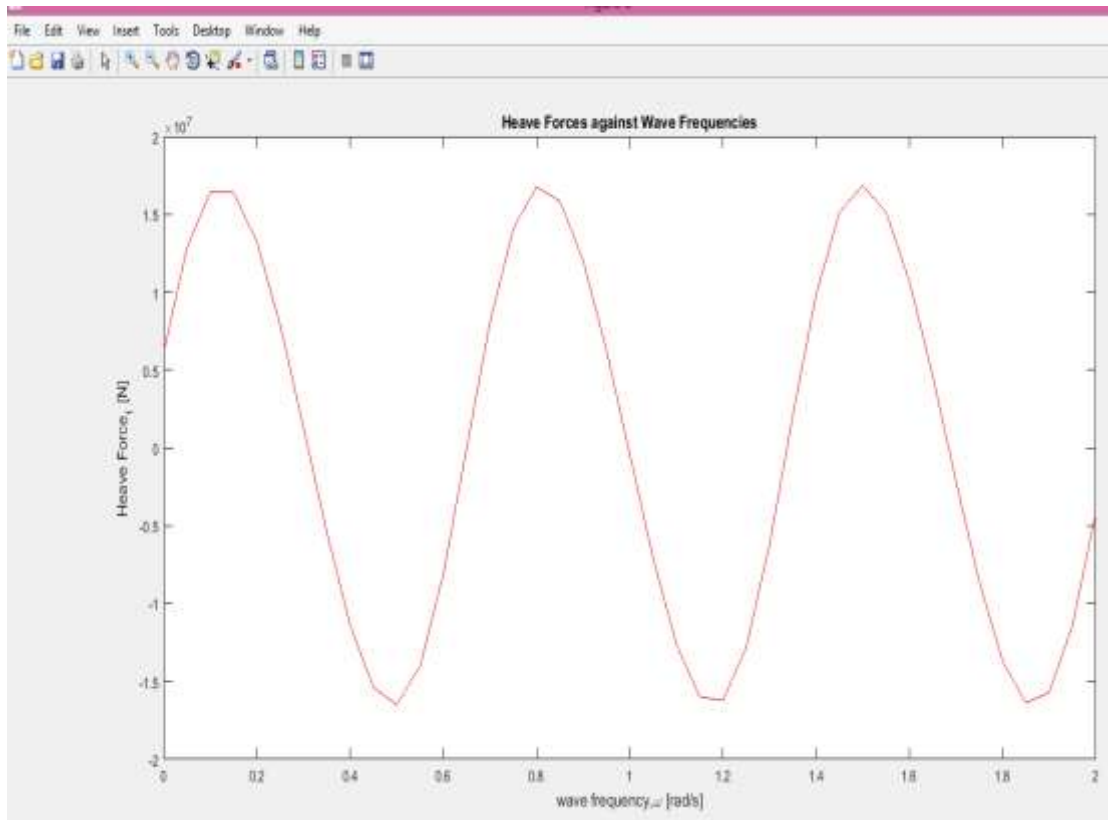 File Edit View Insert Tools Desktop Window Help
Heave Forces against Wave Frequencies
×10⁷
2
1.5
1
0.5
0
-0.5
-1
-1.5
-2
Heave Force, [N]
0 0.2 0.4 0.6 0.8 1 1.2 1.4 1.6 1.8 2
wave frequency,ω [rad/s]